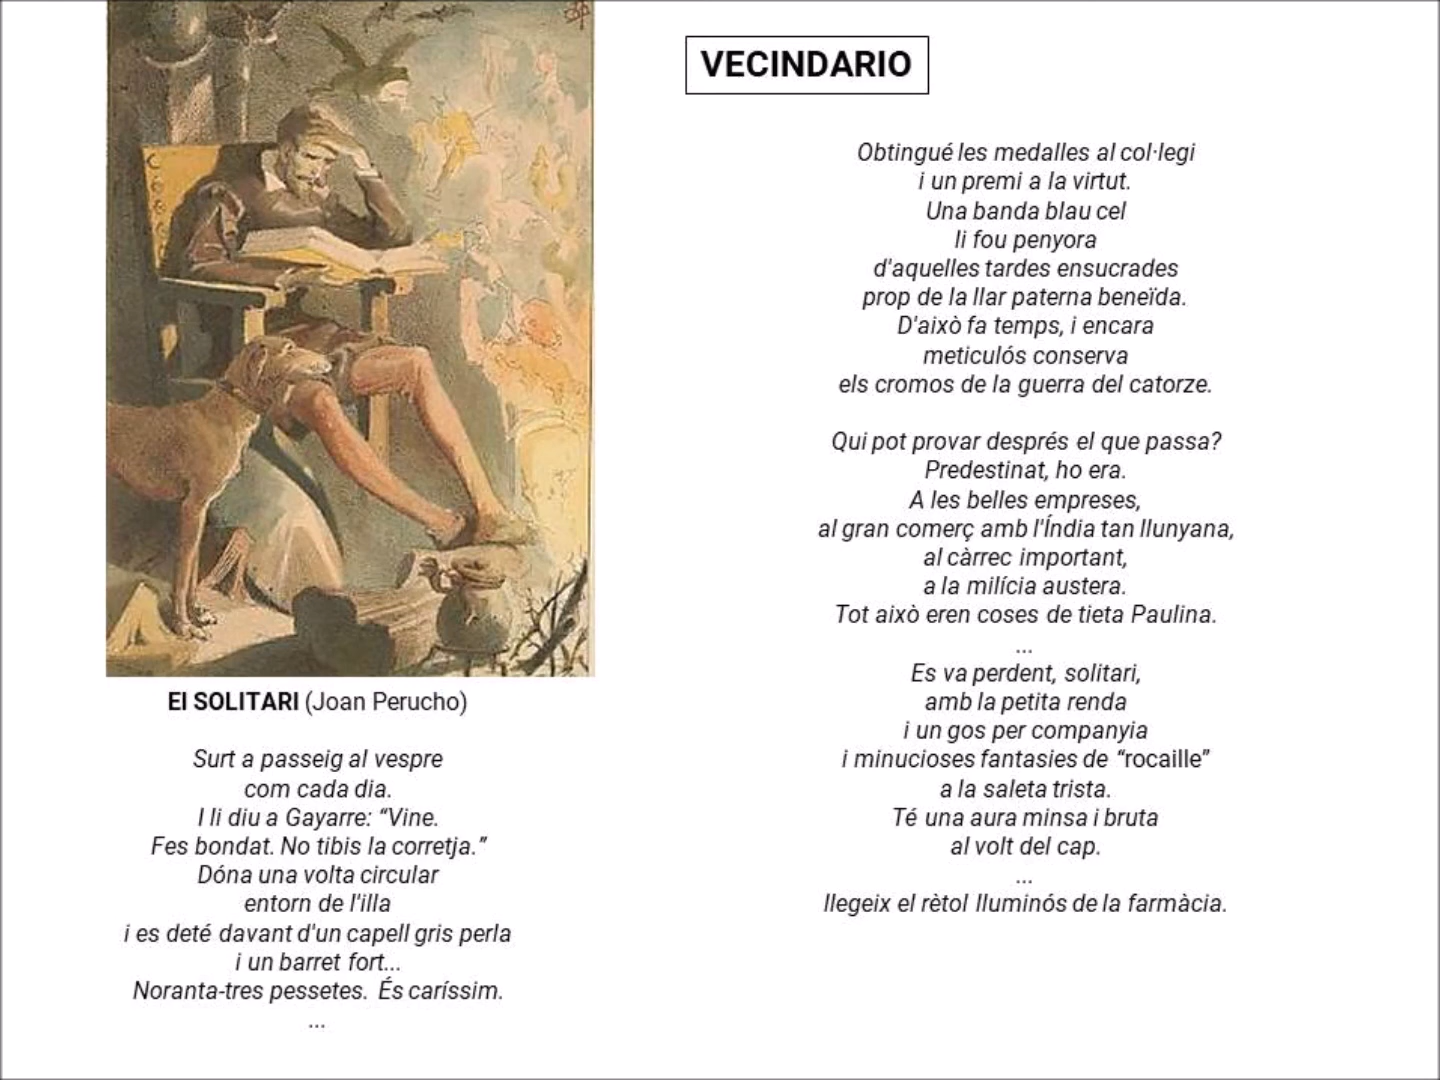 VECINDARIO
El SOLITARI (Joan Perucho)
Surt a passeig al vespre
com cada dia.
I li diu a Gayarre: “Vine.
Fes bondat. No tibis la corretja.”
Dóna una volta circular
entorn de l'illa
i es deté davant d'un capell gris perla
i un barret fort...
Noranta-tres pessetes. És caríssim.
...
Obtingué les medalles al col·legi
i un premi a la virtut.
Una banda blau cel
li fou penyora
d'aquelles tardes ensucrades
prop de la llar paterna beneïda.
D'això fa temps, i encara
meticulós conserva
els cromos de la guerra del catorze.
Qui pot provar després el que passa?
Predestinat, ho era.
A les belles empreses,
al gran comerç amb l'Índia tan llunyana,
al càrrec important,
a la milícia austera.
Tot això eren coses de tieta Paulina.
...
Es va perdent, solitari,
amb la petita renda
i un gos per companyia
i minucioses fantasies de “rocaille”
a la saleta trista.
Té una aura minsa i bruta
al volt del cap.
...
llegeix el rètol lluminós de la farmàcia.